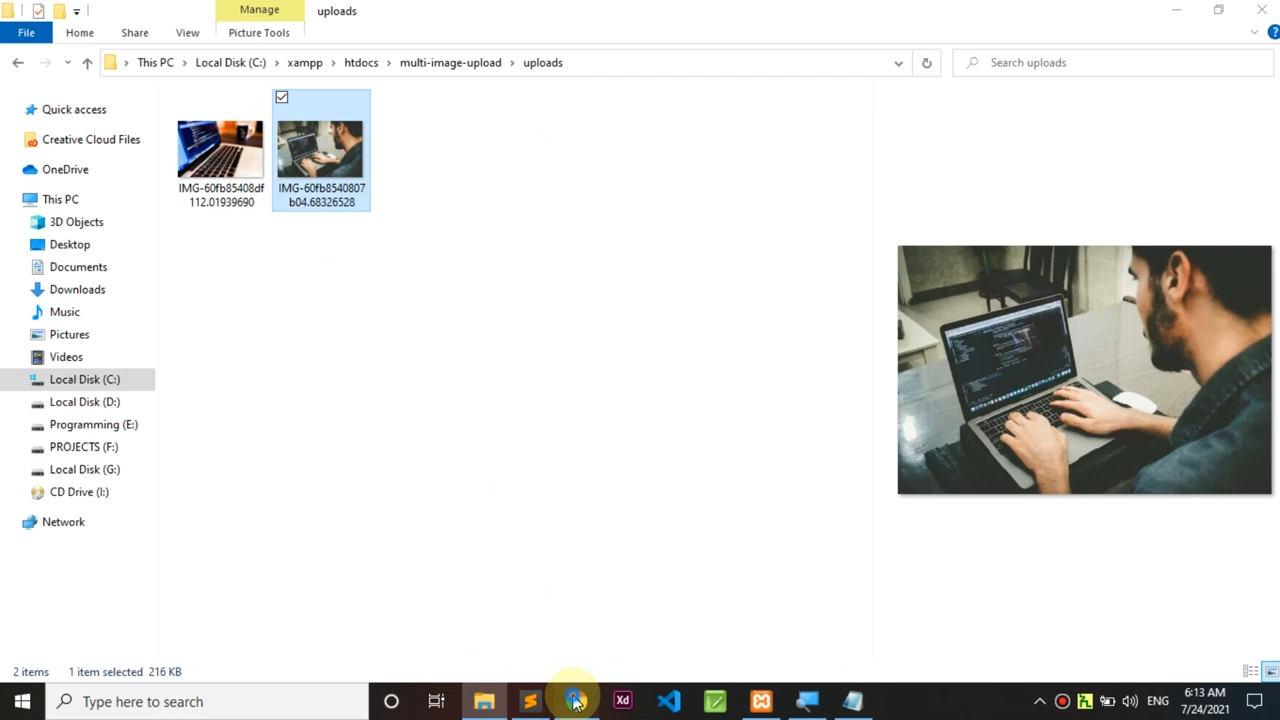 Manage
uploads
File
Home
Share
View
Picture Tools
This PC
Local Disk (C:)
xampp
htdocs
multi-image-upload
uploads
Search uploads
Quick access
Creative Cloud Files
OneDrive
This PC
3D Objects
Desktop
Documents
Downloads
Music
Pictures
Videos
Local Disk (C:)
Local Disk (D:)
Programming (E:)
PROJECTS (F:)
Local Disk (G:)
CD Drive (I:)
Network
IMG-60fb85408df
112.01939690
IMG-60fb8540807
b04.68326528
2 items
1 item selected 216 KB
Type here to search
Xd
ENG
6:13 AM
7/24/2021